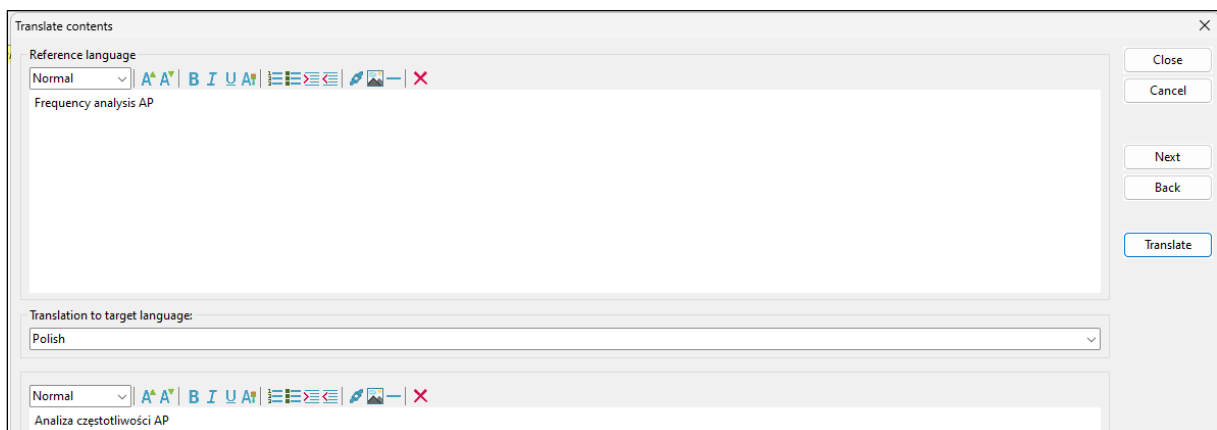 Translate contents
Reference language
Close
Normal
B I U A
Frequency analysis AP
Cancel
Next
Back
Translate
Translation to target language:
Polish
Normal
B I U A
Analiza częstotliwości AP